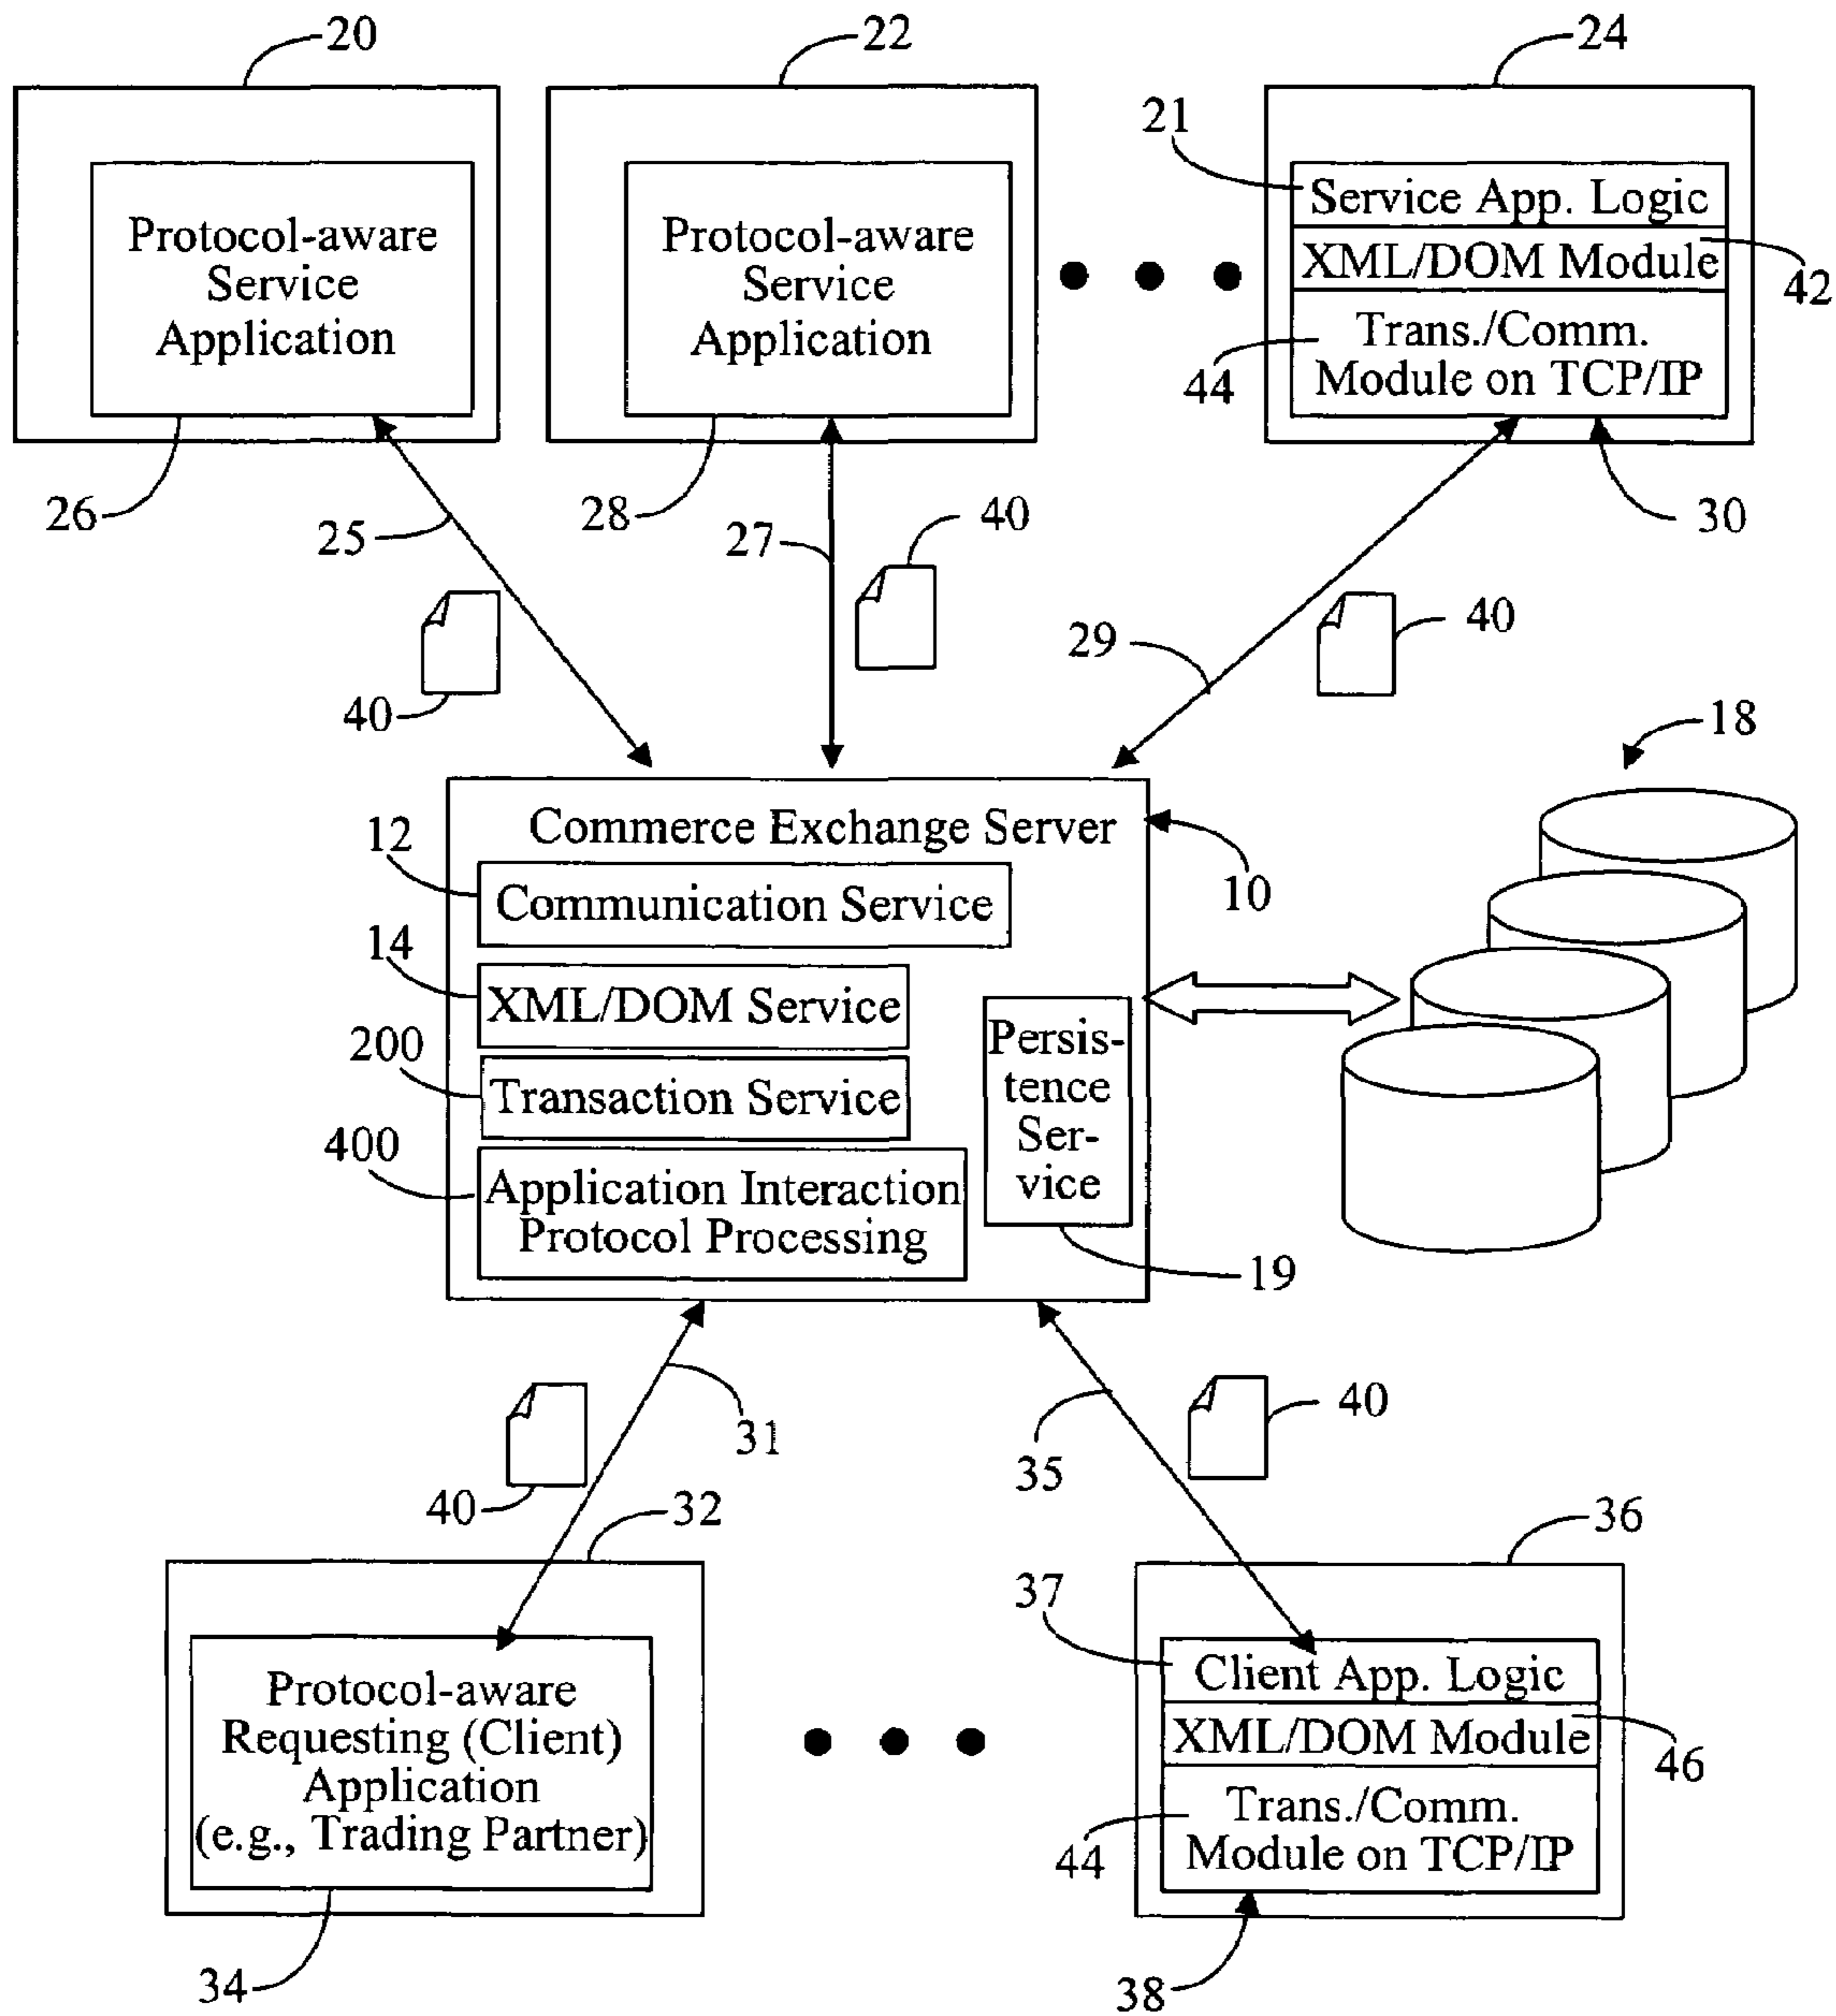 20
22
24
21
Protocol-aware
Service
Application
Protocol-aware
Service
Application
Service App. Logic
XML/DOM Module
42
Trans./Comm.
Module on TCP/IP
44
26
25
28
27
40
30
40
29
40
18
Commerce Exchange Server
12
10
Communication Service
14
XML/DOM Service
200
Transaction Service
400
Application Interaction
Protocol Processing
Persis-
tence
Ser-
vice
19
40
31
35
40
32
36
37
Protocol-aware
Requesting (Client)
Application
(e.g., Trading Partner)
Client App. Logic
XML/DOM Module
46
Trans./Comm.
Module on TCP/IP
44
34
38